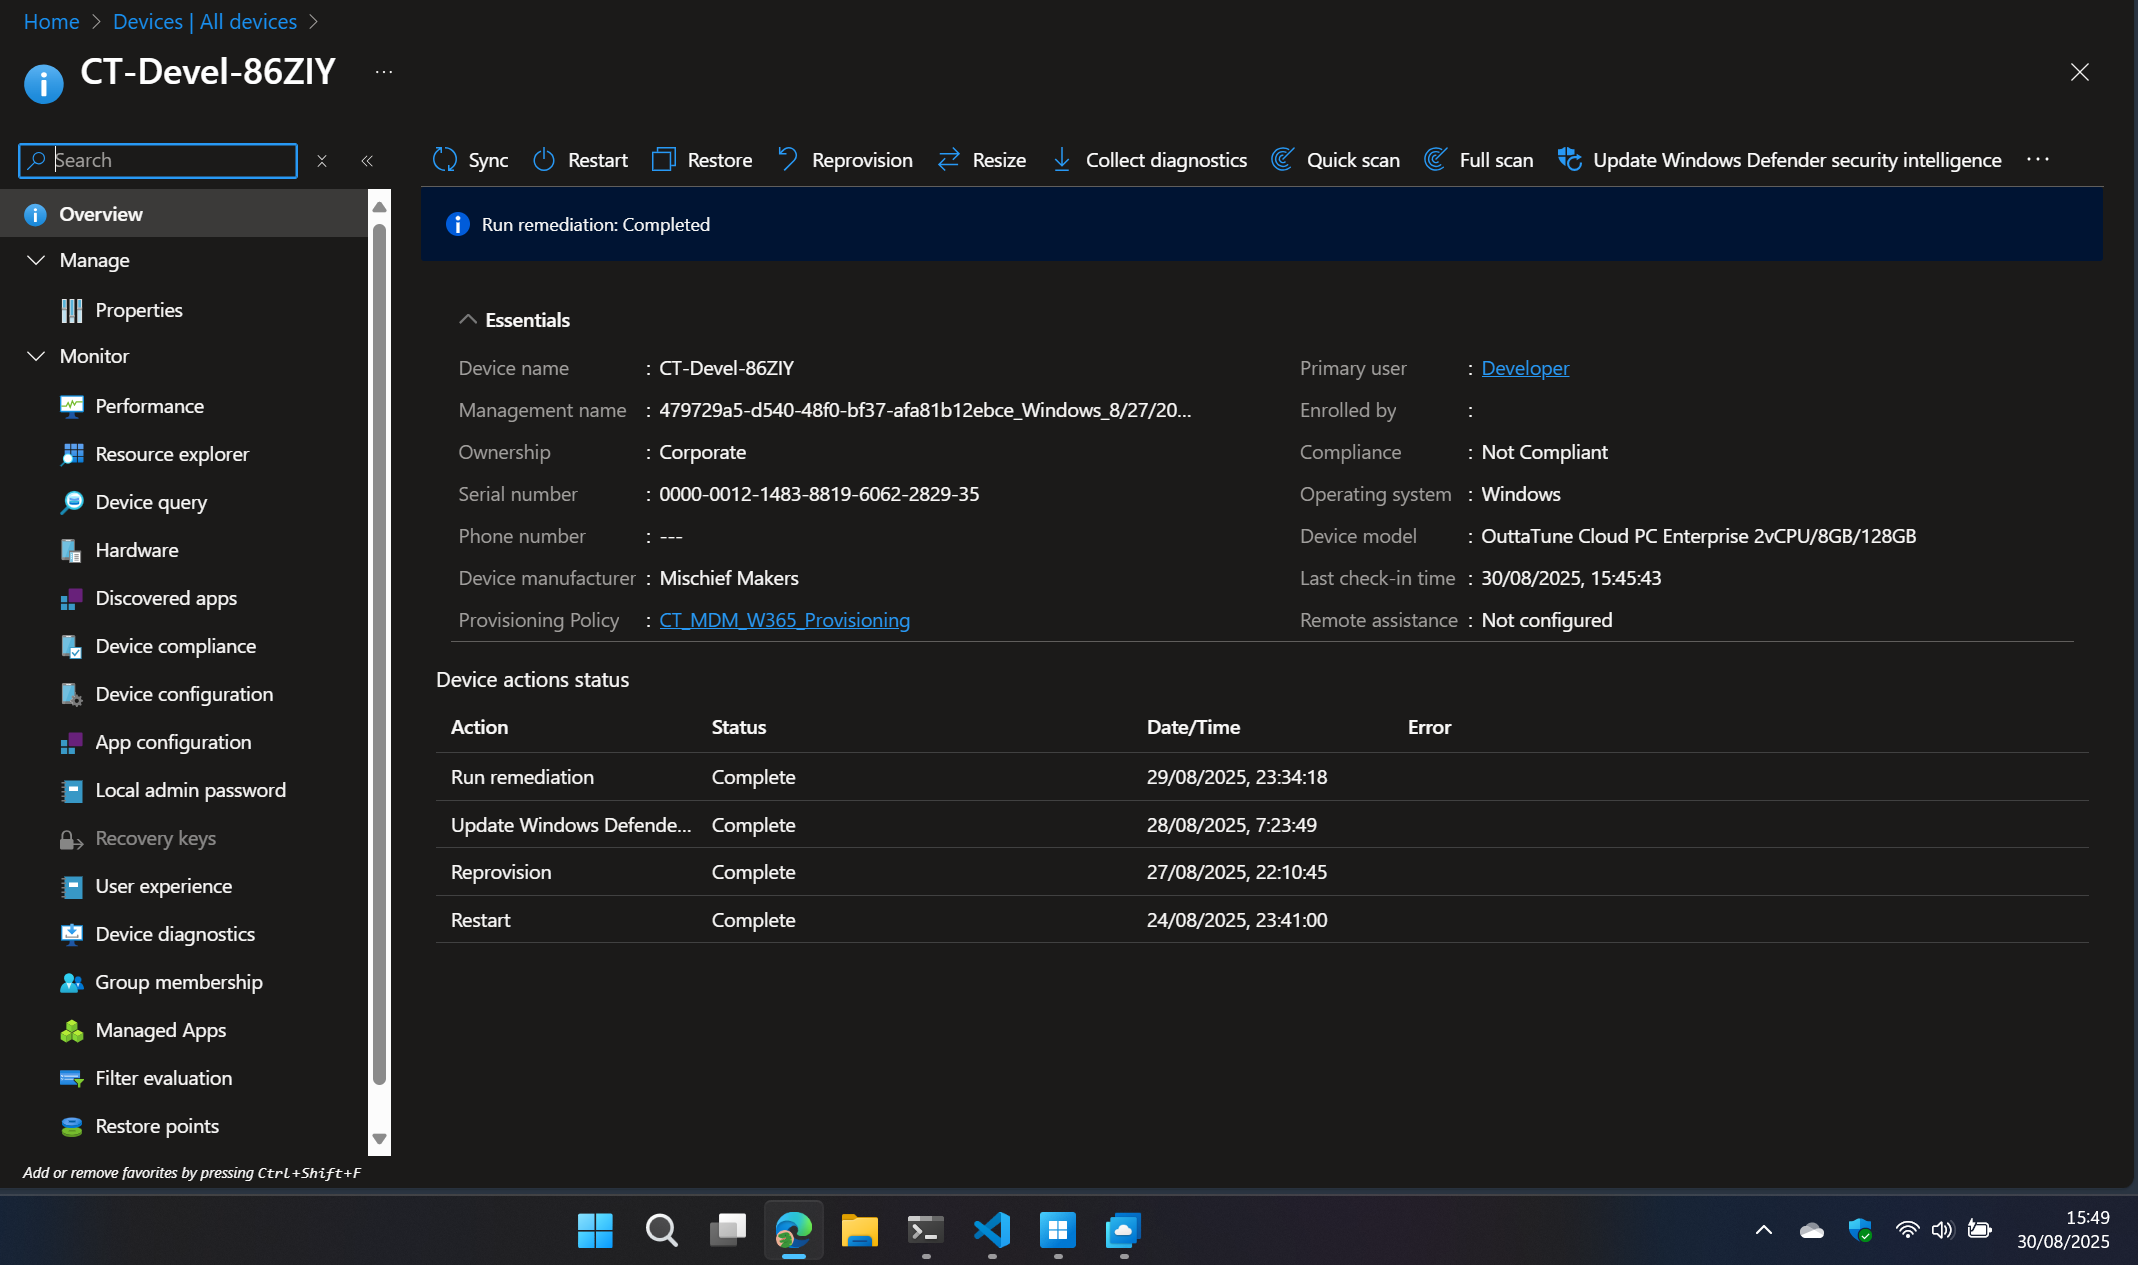 Home > Devices | All devices >
CT-Devel-86ZIY ...
Search
Sync Restart Restore Reprovision Resize Collect diagnostics Quick scan Full scan Update Windows Defender security intelligence ...
Overview
Manage
Properties
Monitor
Performance
Resource explorer
Device query
Hardware
Discovered apps
Device compliance
Device configuration
App configuration
Local admin password
Recovery keys
User experience
Device diagnostics
Group membership
Managed Apps
Filter evaluation
Restore points
Add or remove favorites by pressing Ctrl+Shift+F
Run remediation: Completed
Essentials
Device name : CT-Devel-86ZIY
Management name : 479729a5-d540-48f0-bf37-afa81b12ebce_Windows_8/27/20...
Ownership : Corporate
Serial number : 0000-0012-1483-8819-6062-2829-35
Phone number : ---
Device manufacturer : Mischief Makers
Provisioning Policy : CT_MDM_W365_Provisioning
Primary user : Developer
Enrolled by :
Compliance : Not Compliant
Operating system : Windows
Device model : OuttaTune Cloud PC Enterprise 2vCPU/8GB/128GB
Last check-in time : 30/08/2025, 15:45:43
Remote assistance : Not configured
Device actions status
Action Status Date/Time Error
Run remediation Complete 29/08/2025, 23:34:18
Update Windows Defende... Complete 28/08/2025, 7:23:49
Reprovision Complete 27/08/2025, 22:10:45
Restart Complete 24/08/2025, 23:41:00
15:49
30/08/2025